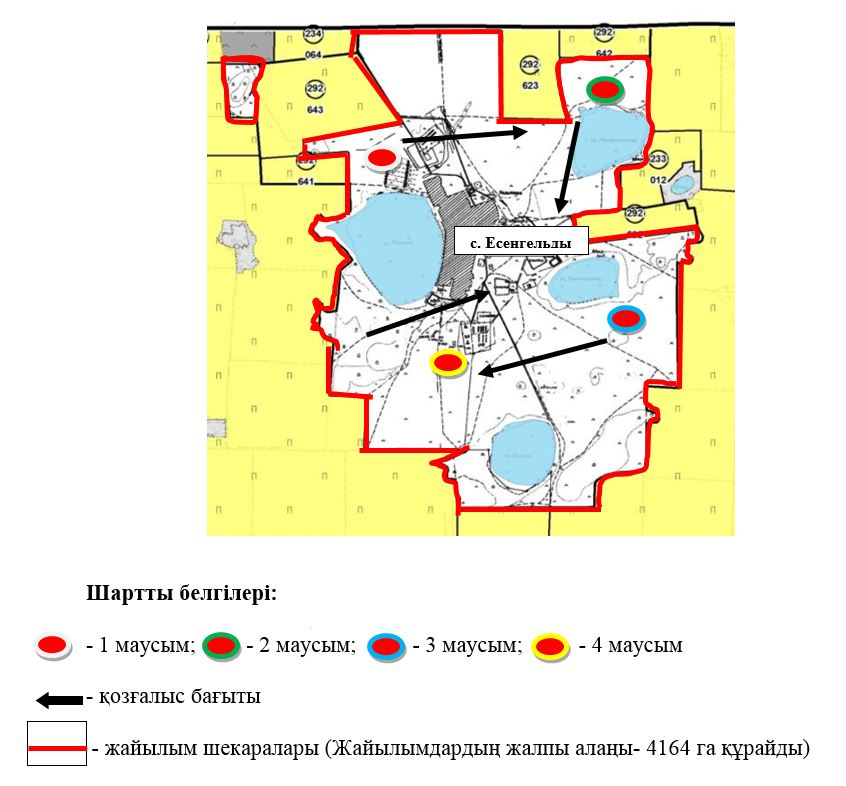 234
064
292
642
292
643
292
623
641
233
012
292
с. Есенгельды
Шартты белгілері:
- 1 маусым; - 2 маусым; - 3 маусым; - 4 маусым
- қозғалыс бағыты
- жайылым шекаралары (Жайылымдардың жалпы алаңы- 4164 га құрайды)